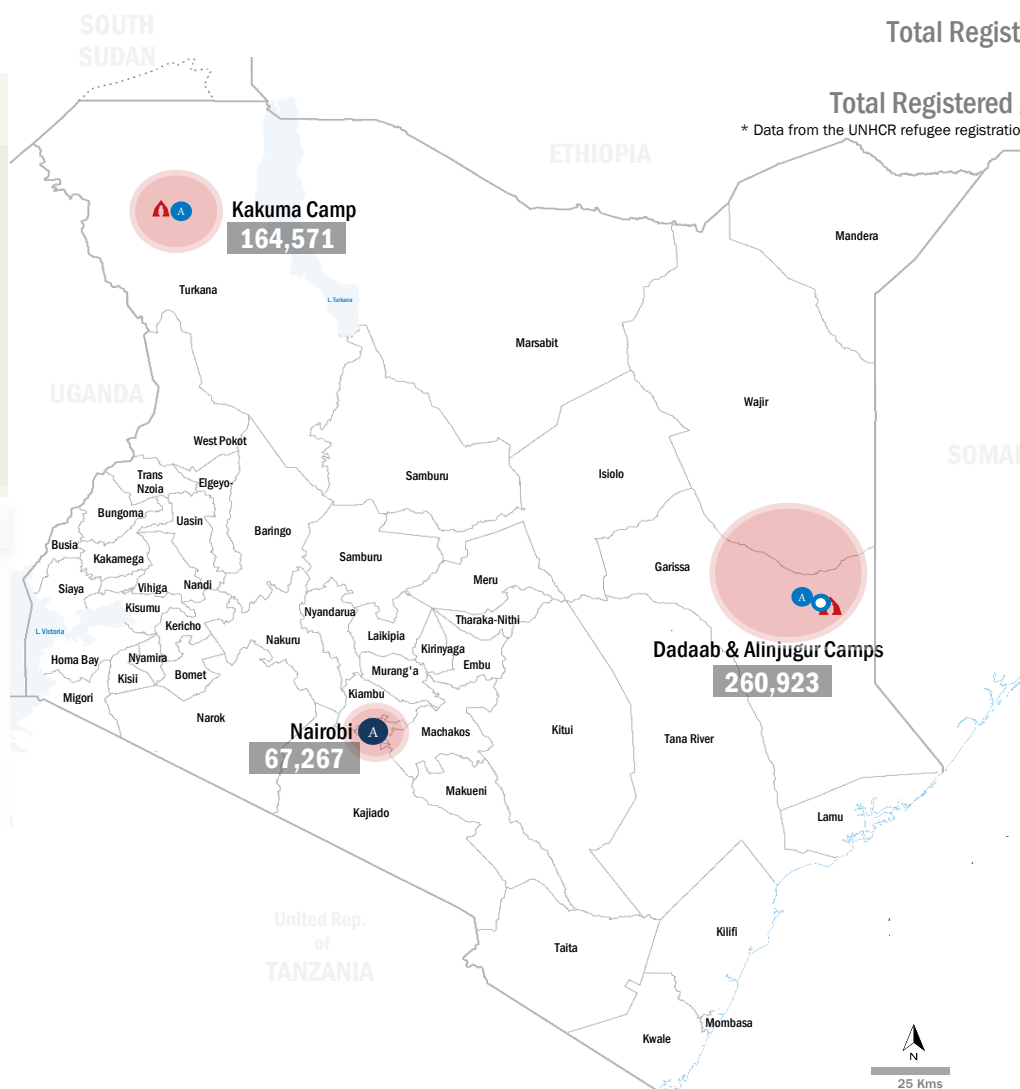 SOUTH
SUDAN
Total Regist
Total Registered
* Data from the UNHCR refugee registratio
ETHIOPIA
A
Kakuma Camp
164,571
Mandera
Turkana
L. Turkana
Marsabit
UGANDA
Wajir
West Pokot
SOMA
Trans
Nzoia
Elgeyo-
Samburu
Isiolo
Bungoma
Uasin
Baringo
Busia
Kakamega
Samburu
Garissa
Meru
Siaya
Vihiga
Nandi
A
Kisumu
Nyandarua
Tharaka-Nithi
L. Victoria
Kericho
Laikipia
Nakuru
Kirinyaga
Dadaab & Alinjugur Camps
260,923
Homa Bay
Nyamira
Embu
Kisii
Bomet
Murang'a
Migori
Kiambu
Narok
Nairobi
A
Machakos
Kitui
Tana River
67,267
Makueni
Kajiado
Lamu
United Rep.
of
TANZANIA
Kilifi
Taita
Mombasa
Kwale
N
25 Kms